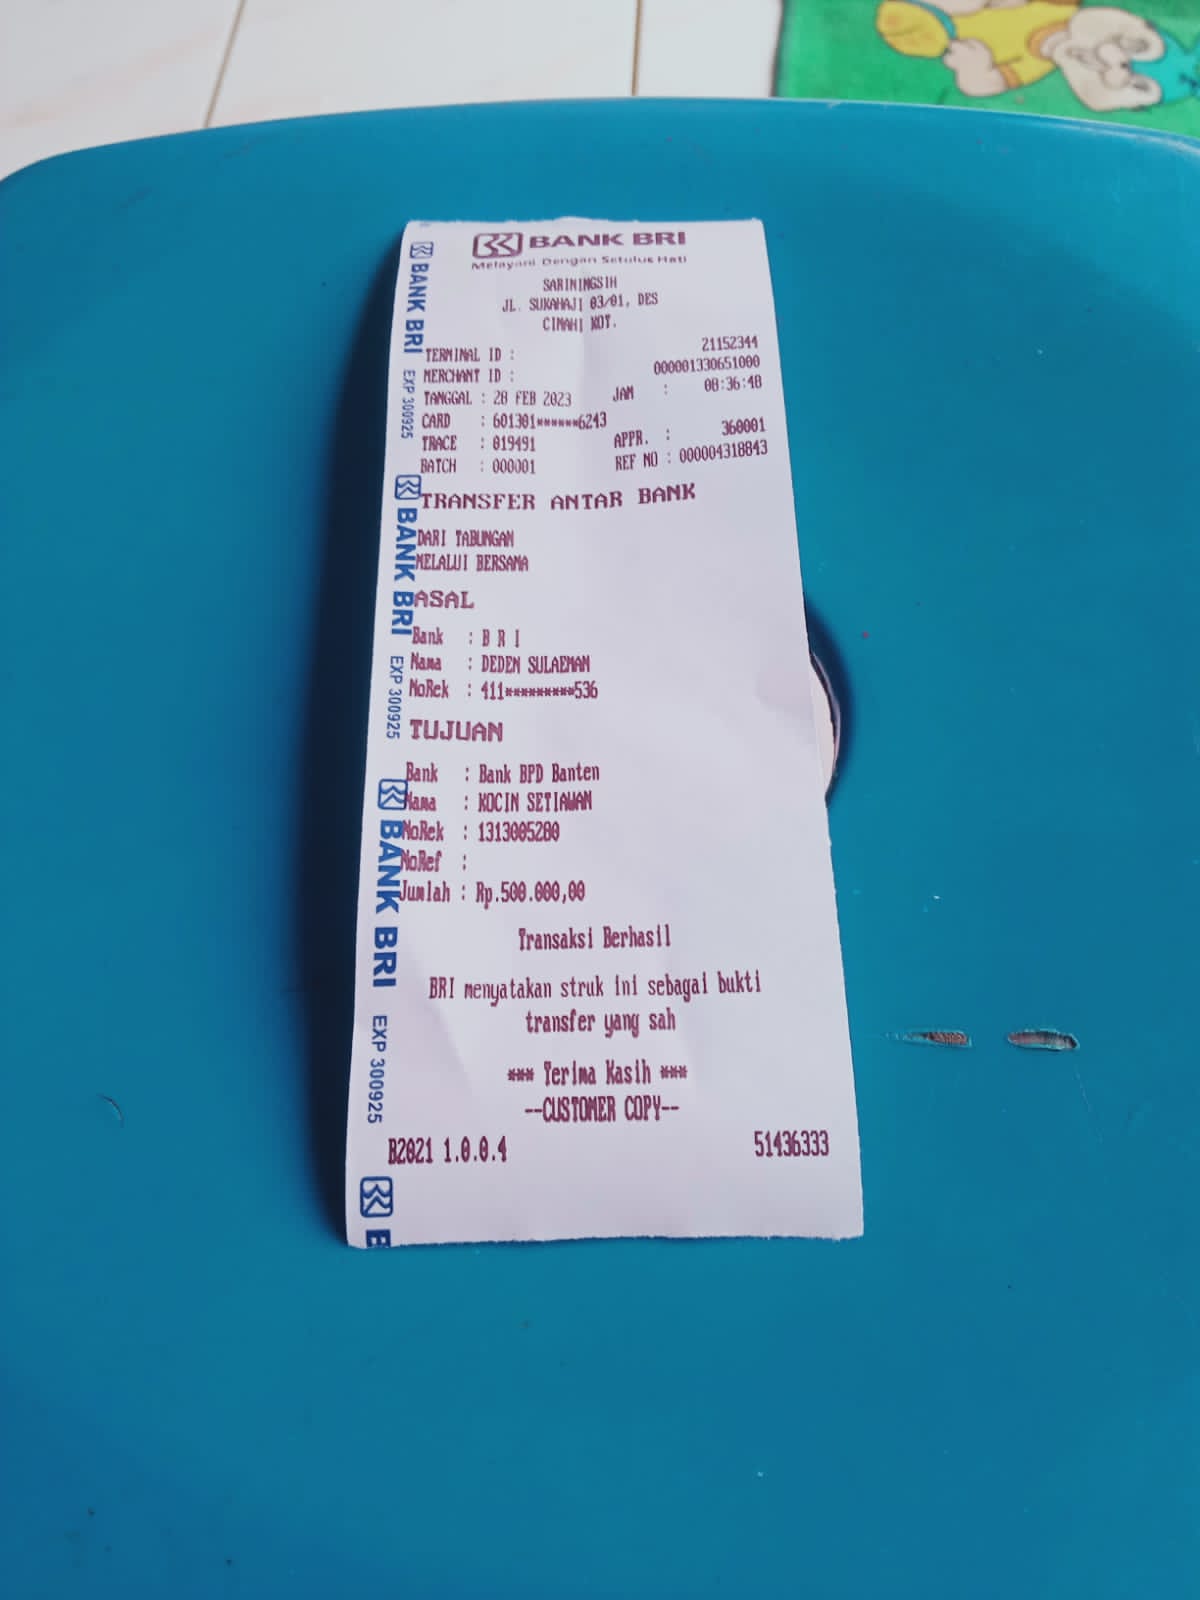 BANK BRI
Melayani Dengan Setulus Hati
SARININGSIH
JL. SUKAHAJI 03/01, DES
CIMAHI KOT.
TERMINAL ID : 21152344
MERCHANT ID : 000001330651000
TANGGAL : 28 FEB 2023 JAM : 08:36:48
CARD : 601301******6243
TRACE : 019491 APPR. : 360001
BATCH : 000001 REF NO : 000004318843
TRANSFER ANTAR BANK
DARI TABUNGAN
MELALUI BERSAMA
ASAL
Bank : B R I
Nama : DEDEN SULAEMAN
NoRek : 411*********536
TUJUAN
Bank : Bank BPD Banten
Nama : KOCIN SETIAWAN
NoRek : 1313005280
NoRef :
Jumlah : Rp.500.000,00
Transaksi Berhasil
BRI menyatakan struk ini sebagai bukti
transfer yang sah
*** Terima Kasih ***
--CUSTOMER COPY--
B2021 1.0.0.4 51436333
BANK BRI EXP 300925
BANK BRI EXP 300925
BANK BRI EXP 300925
B